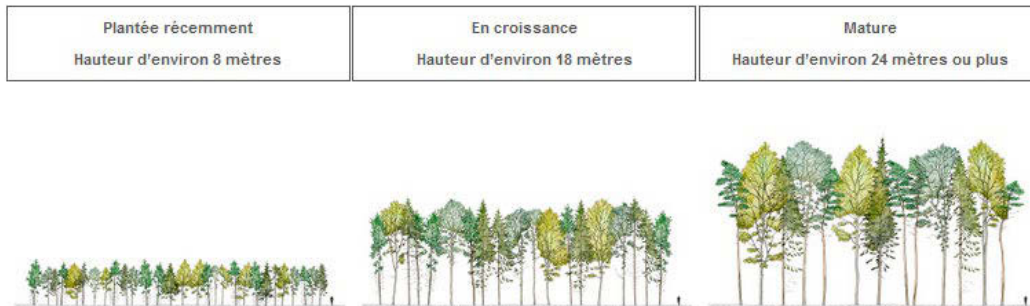 Plantée récemment
Hauteur d'environ 8 mètres
En croissance
Hauteur d'environ 18 mètres
Mature
Hauteur d'environ 24 mètres ou plus